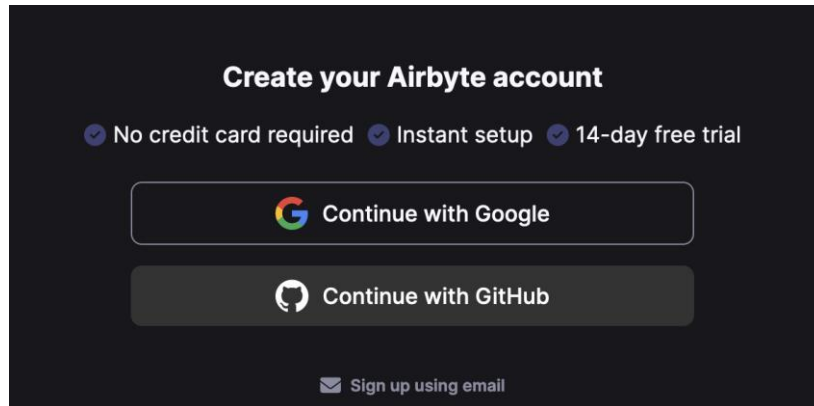 Create your Airbyte account
No credit card required Instant setup 14-day free trial
Continue with Google
Continue with GitHub
Sign up using email